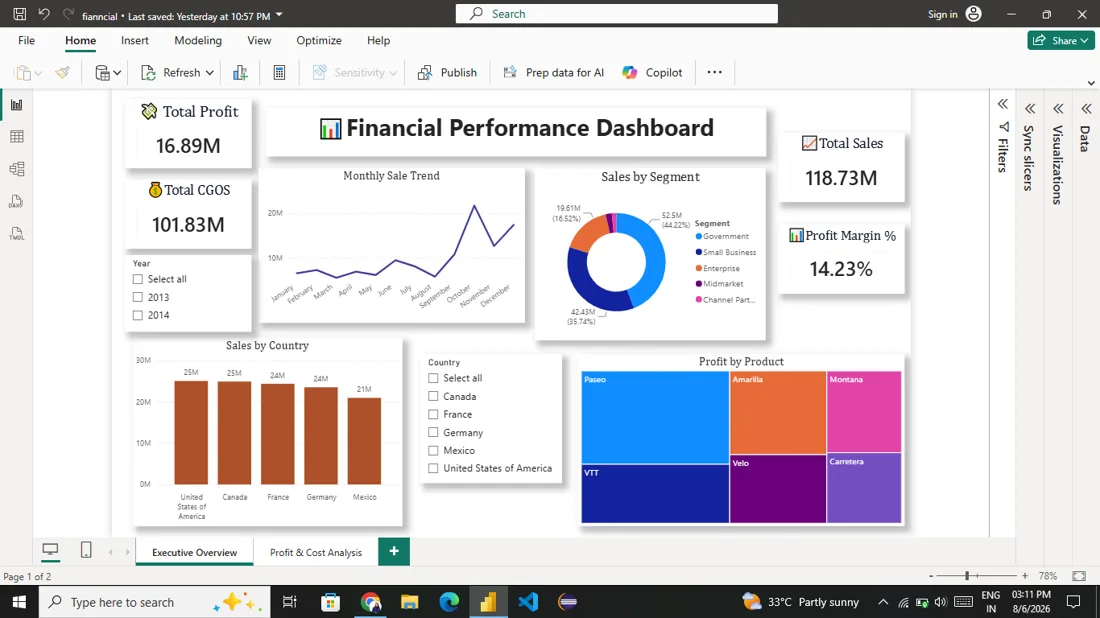 fianncial • Last saved: Yesterday at 10:57 PM
Search
Sign in
File Home Insert Modeling View Optimize Help
Share
Refresh
Sensitivity
Publish
Prep data for AI
Copilot
Total Profit
16.89M
Financial Performance Dashboard
Total Sales
118.73M
Total CGOS
101.83M
Profit Margin %
14.23%
Year
Select all
2013
2014
Monthly Sale Trend
20M
10M
January
February
March
April
May
June
July
August
September
October
November
December
Sales by Segment
19.61M
(16.52%)
52.5M
(44.22%)
42.43M
(35.74%)
Segment
Government
Small Business
Enterprise
Midmarket
Channel Part...
Sales by Country
30M
20M
10M
0M
25M 25M 24M 24M 21M
United States of America
Canada
France
Germany
Mexico
Country
Select all
Canada
France
Germany
Mexico
United States of America
Profit by Product
Paseo
VTT
Amarilla
Velo
Montana
Carretera
Filters
Sync slicers
Visualizations
Data
DAX
TMDL
Executive Overview
Profit & Cost Analysis
+
Page 1 of 2
- + 78%
Type here to search
33°C Partly sunny
ENG
IN
03:11 PM
8/6/2026